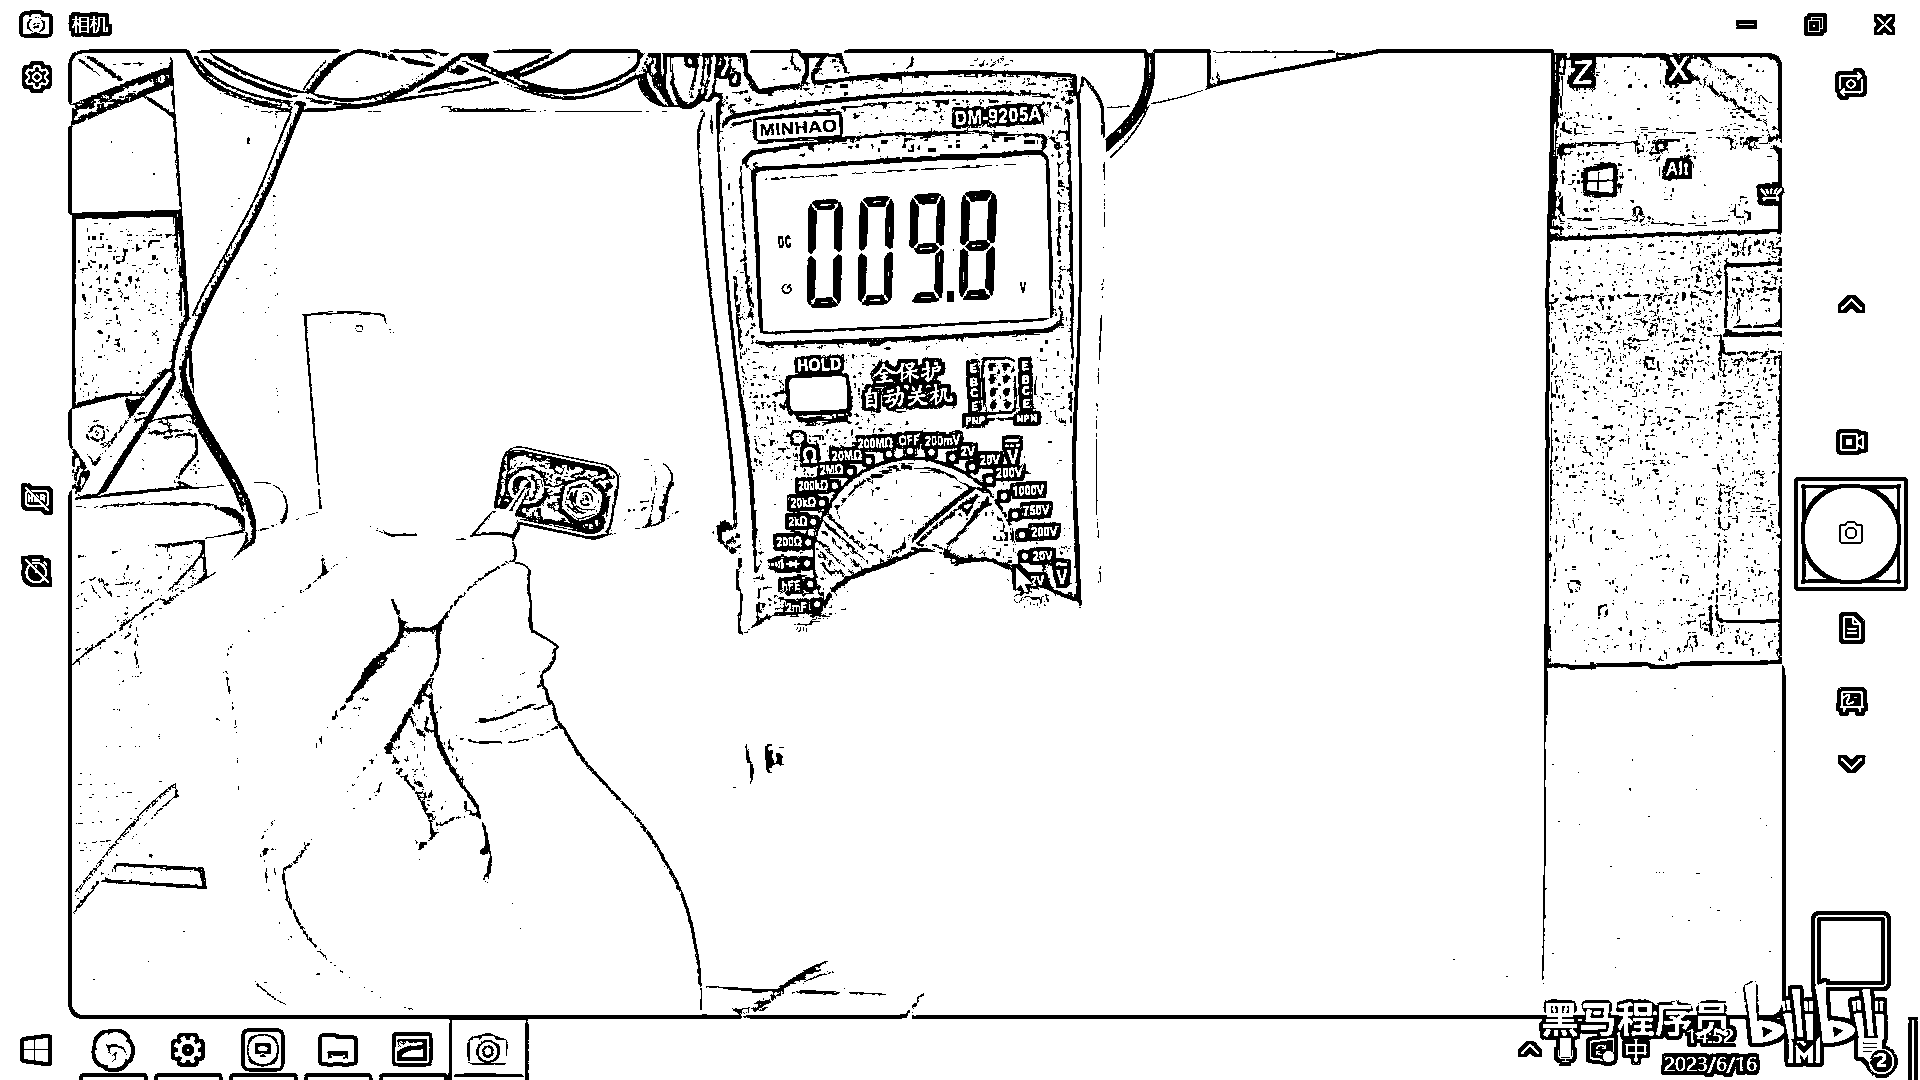 相机
Z X
MINHAO DM-9205A
Alt
DC 009.8 V
HOLD 全保护 E E
自动关机 B B
C C
E E
PNP NPN
200MΩ OFF 200mV
Ω 20MΩ 2V 20V V
2MΩ 200V
200kΩ 1000V
20kΩ 750V
2kΩ 200V
200Ω 20V
hFE 2V V
2mF
黑马程序员 bilibili
14:52
中 M 2
2023/6/16